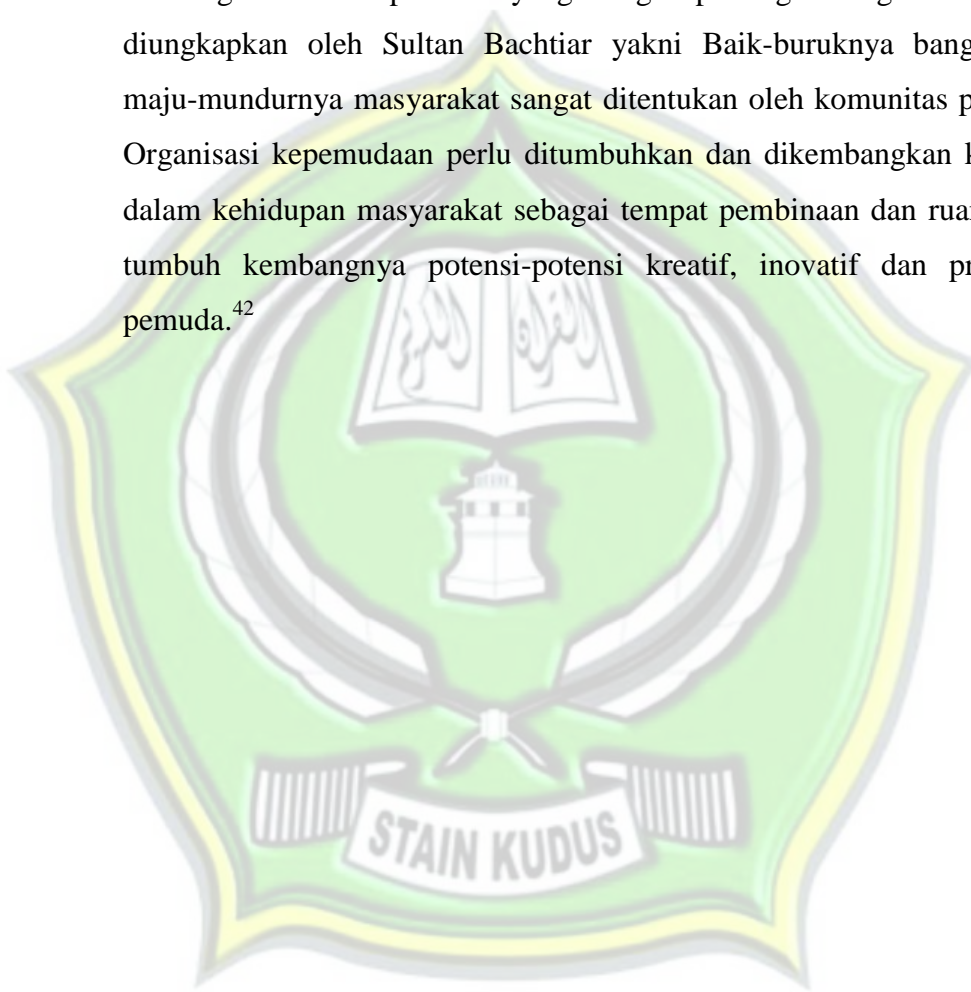 diungkapkan oleh Sultan Bachtiar yakni Baik-buruknya
maju-mundurnya masyarakat sangat ditentukan oleh komunitas
Organisasi kepemudaan perlu ditumbuhkan dan dikembangkan
dalam kehidupan masyarakat sebagai tempat pembinaan dan
tumbuh kembangnya potensi-potensi kreatif, inovatif dan
pemuda.42
القرآن الكريم
STAIN KUDUS